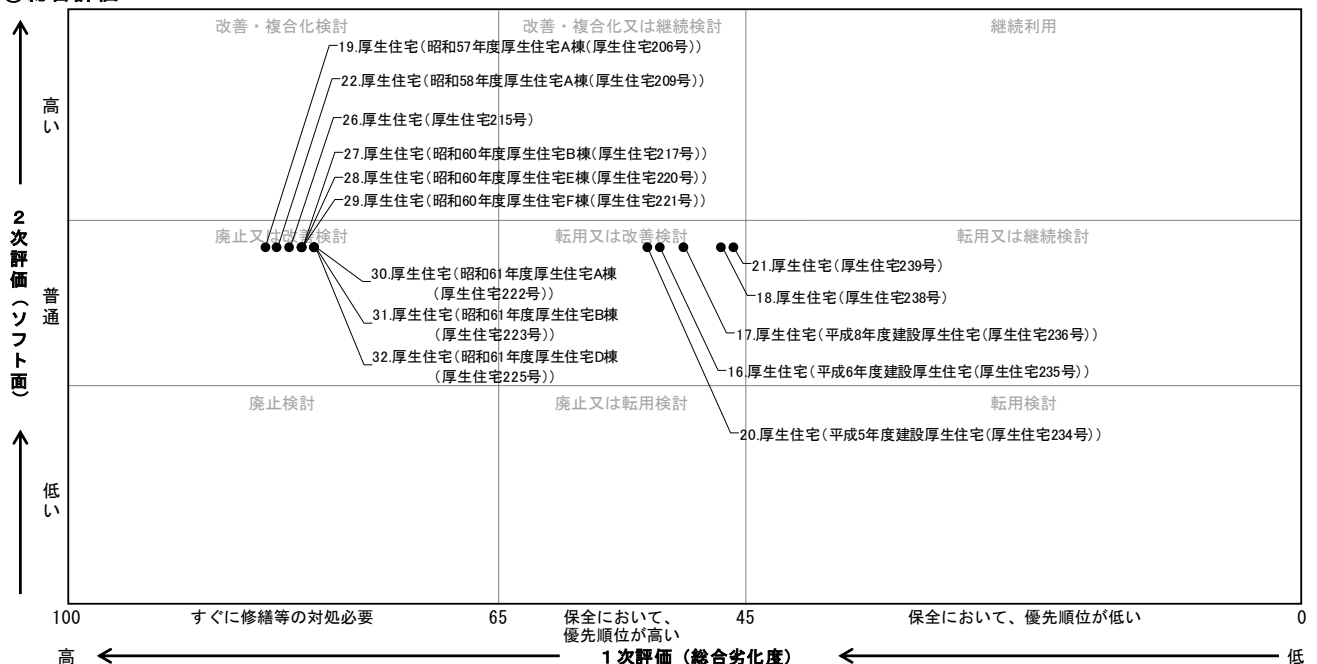 改善・複合化検討
改善・複合化又は継続検討
継続利用
19.厚生住宅(昭和57年度厚生住宅A棟(厚生住宅206号))
22.厚生住宅(昭和58年度厚生住宅A棟(厚生住宅209号))
26.厚生住宅(厚生住宅215号)
27.厚生住宅(昭和60年度厚生住宅B棟(厚生住宅217号))
28.厚生住宅(昭和60年度厚生住宅E棟(厚生住宅220号))
29.厚生住宅(昭和60年度厚生住宅F棟(厚生住宅221号))
高い
2次評価(ソフト面)
普通
低い
廃止又は改善検討
転用又は改善検討
転用又は継続検討
30.厚生住宅(昭和61年度厚生住宅A棟
(厚生住宅222号))
31.厚生住宅(昭和61年度厚生住宅B棟
(厚生住宅223号))
32.厚生住宅(昭和61年度厚生住宅D棟
(厚生住宅225号))
21.厚生住宅(厚生住宅239号)
18.厚生住宅(厚生住宅238号)
17.厚生住宅(平成8年度建設厚生住宅(厚生住宅236号))
16.厚生住宅(平成6年度建設厚生住宅(厚生住宅235号))
20.厚生住宅(平成5年度建設厚生住宅(厚生住宅234号))
廃止検討
廃止又は転用検討
転用検討
100
すぐに修繕等の対処必要
65
保全において、
優先順位が高い
45
保全において、優先順位が低い
0
高
1次評価(総合劣化度)
低